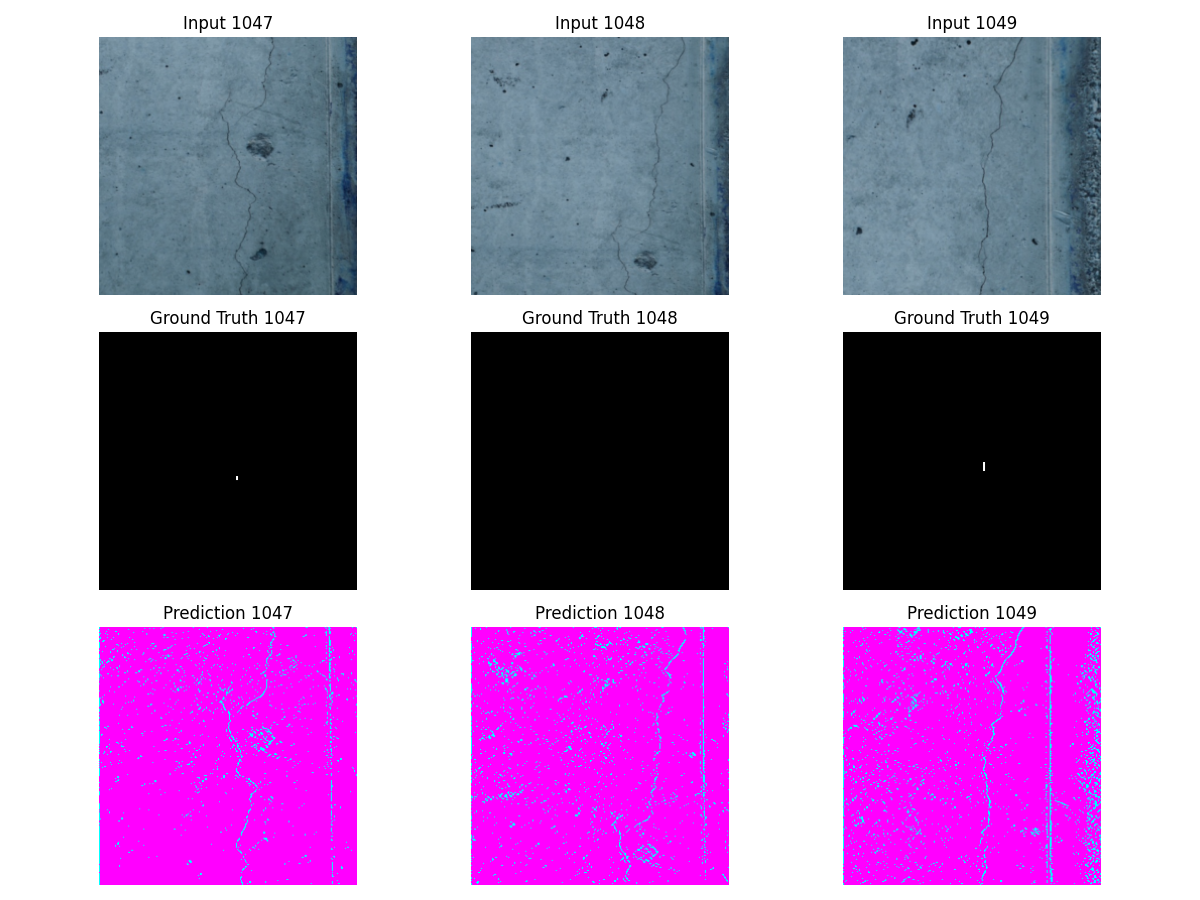 Input 1047
Input 1048
Input 1049
Ground Truth 1047
Ground Truth 1048
Ground Truth 1049
Prediction 1047
Prediction 1048
Prediction 1049